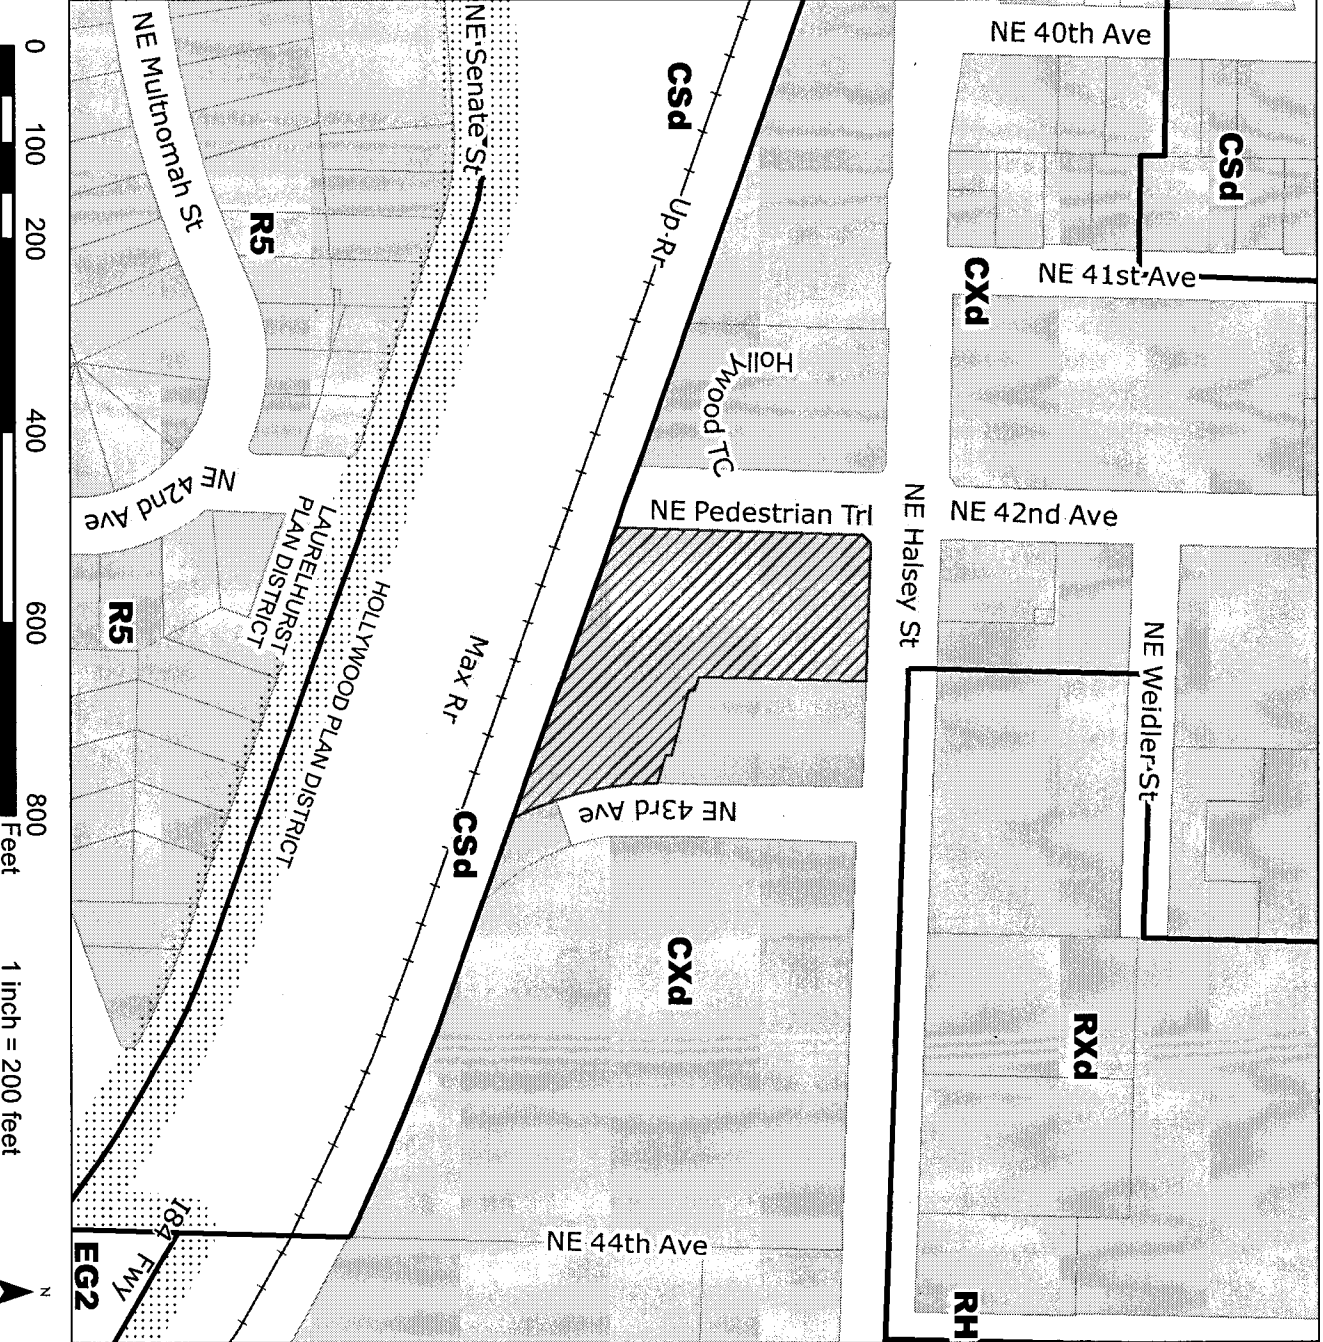 NE 40th Ave
CSd
NE 41st Ave
CXd
NE 42nd Ave
NE Weidler St
RXd
RH
NE Halsey St
NE Pedestrian Trl
HollYwood TC
NE 43rd Ave
CXd
NE 44th Ave
CSd
Up Rr
Max Rr
CSd
NE Senate St
HOLLYWOOD PLAN DISTRICT
LAURELHURST
PLAN DISTRICT
NE Multnomah St
R5
NE 42nd Ave
R5
I84 Fwy
EG2
0 100 200 400 600 800
Feet
1 inch = 200 feet
N